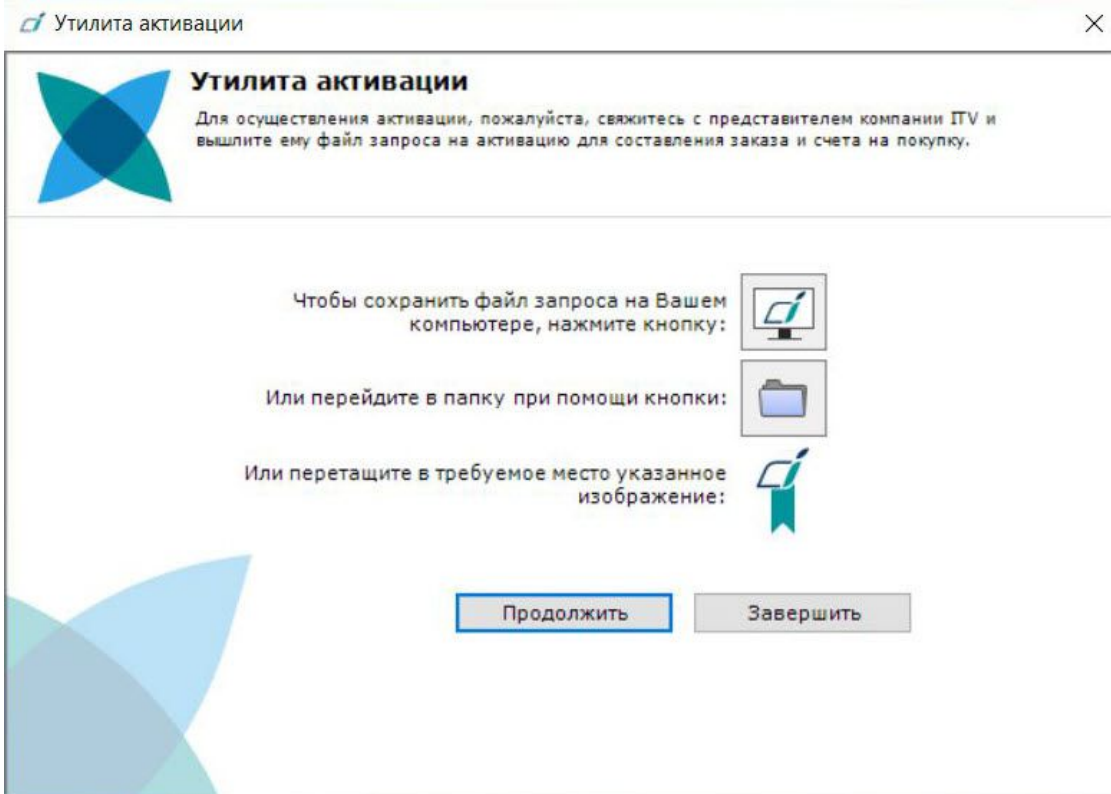 Утилита активации
Утилита активации
Для осуществления активации, пожалуйста, свяжитесь с представителем компании ITV и
вышлите ему файл запроса на активацию для составления заказа и счета на покупку.
Чтобы сохранить файл запроса на Вашем
компьютере, нажмите кнопку:
Или перейдите в папку при помощи кнопки:
Или перетащите в требуемое место указанное
изображение:
Продолжить
Завершить